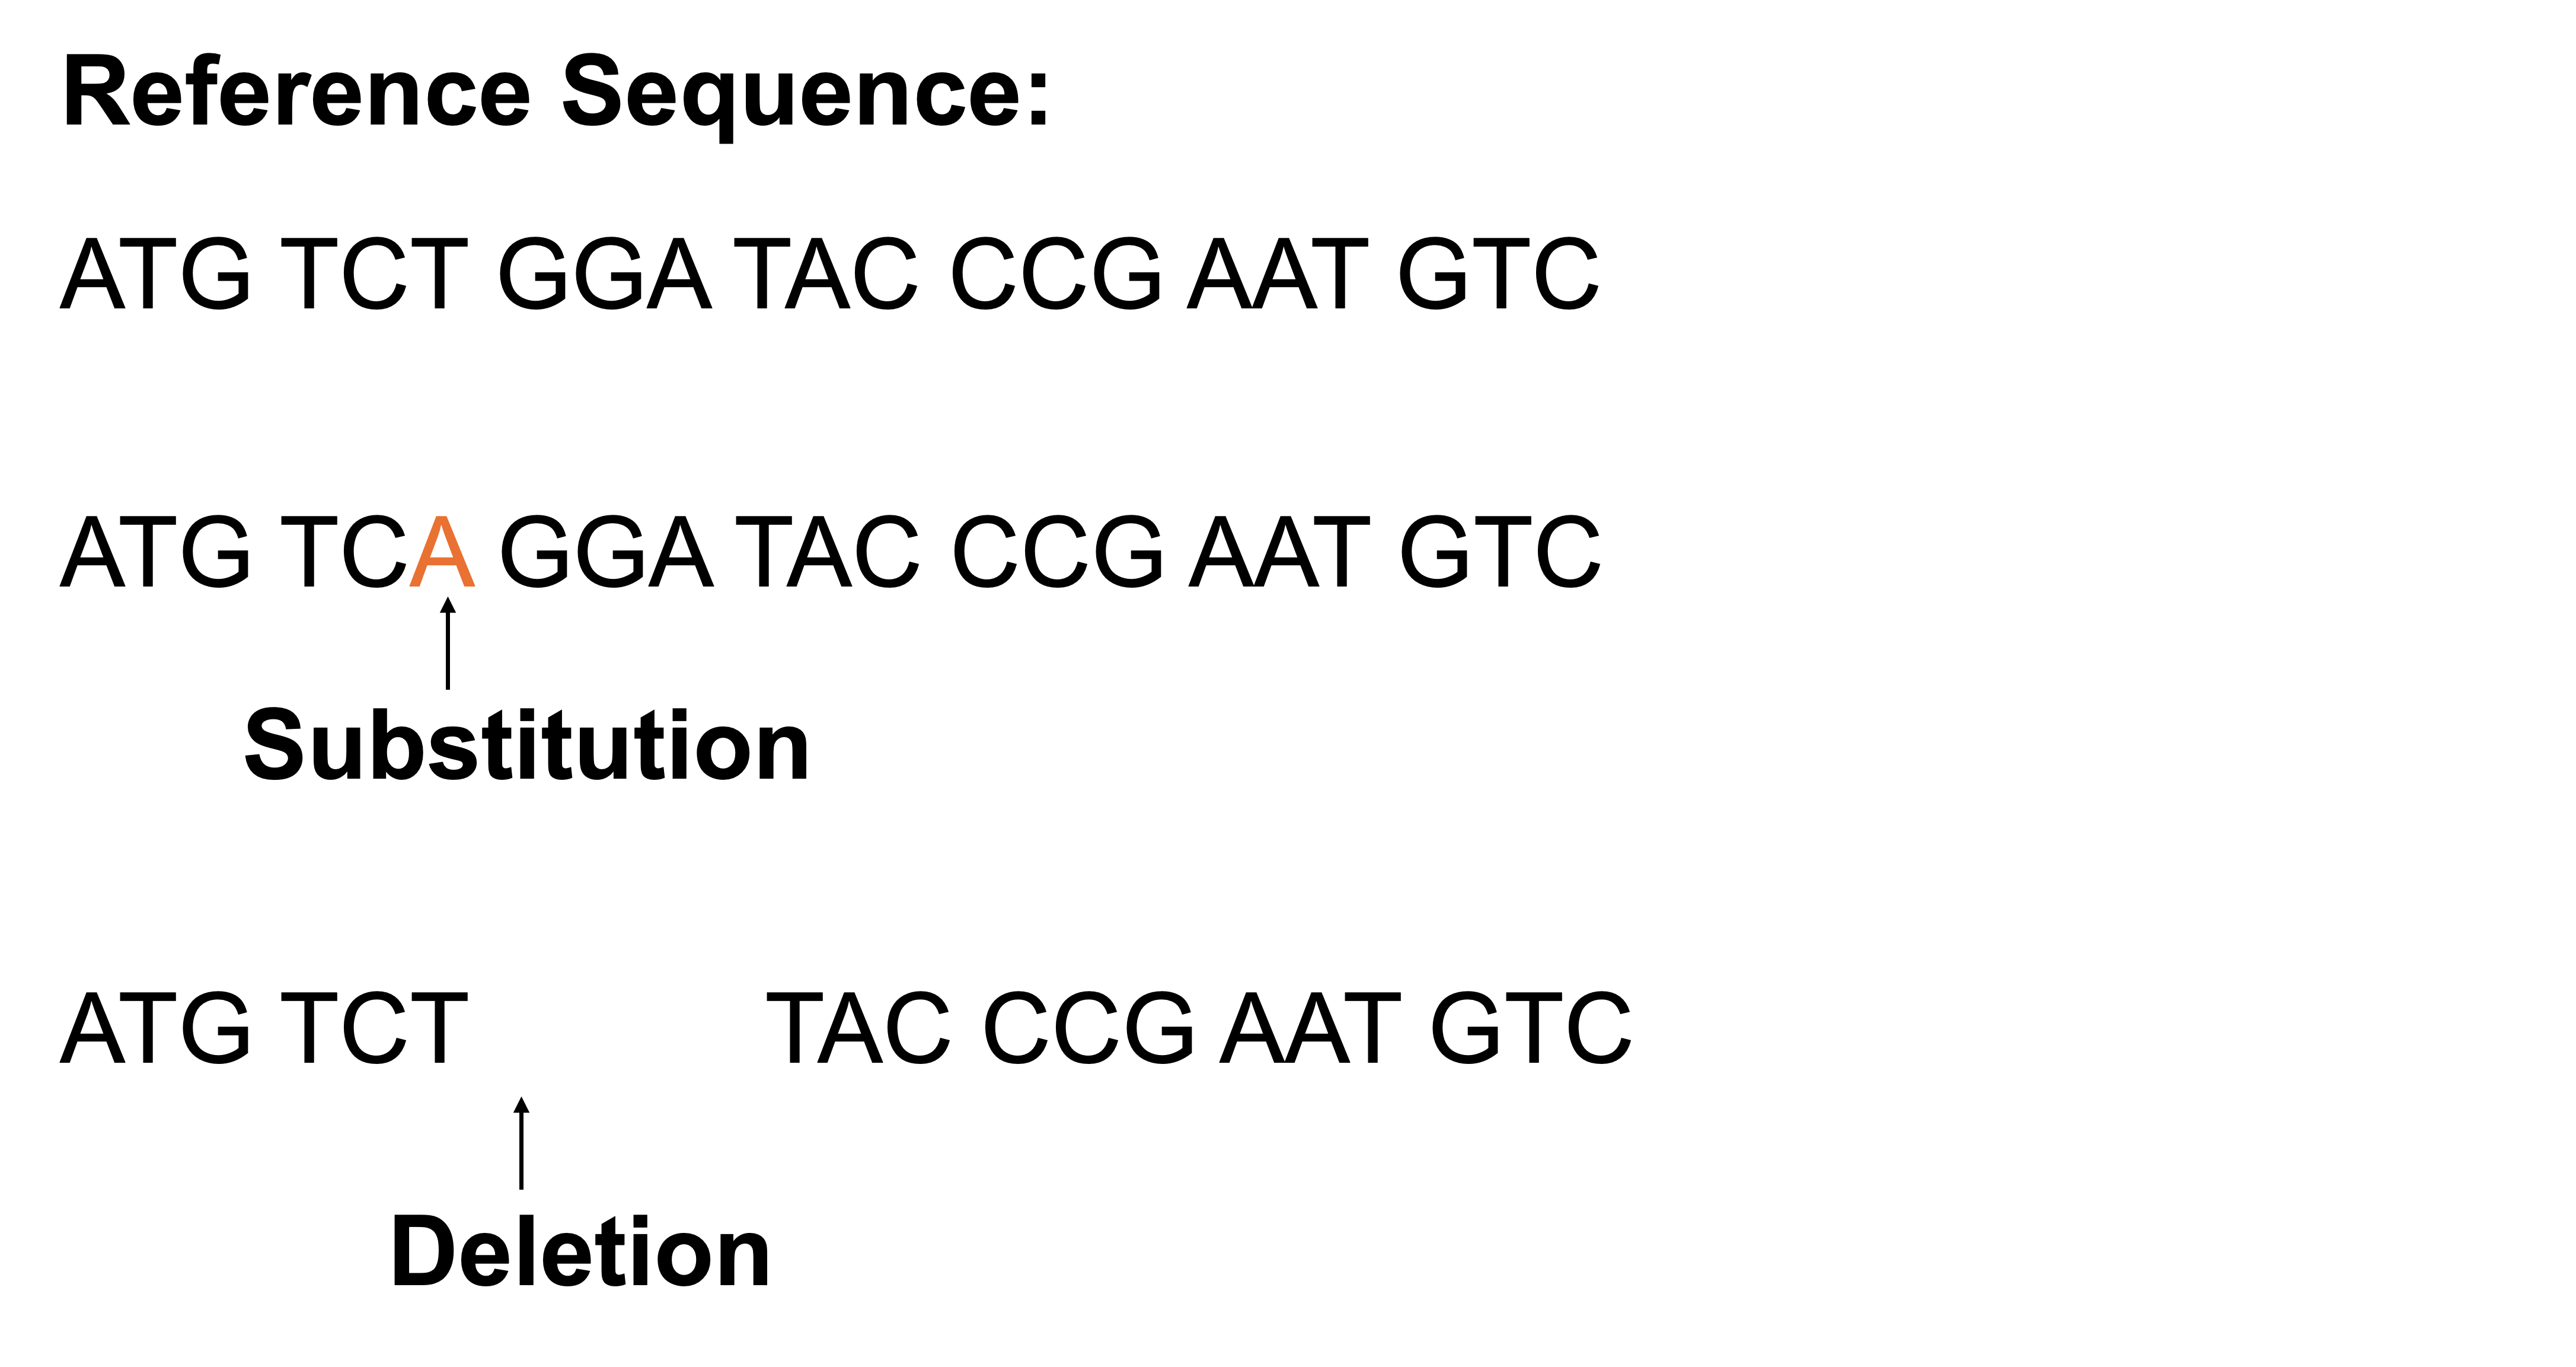 Reference Sequence:
ATG TCT GGA TAC CCG AAT GTC
ATG TCA GGA TAC CCG AAT GTC
Substitution
ATG TCT TAC CCG AAT GTC
Deletion